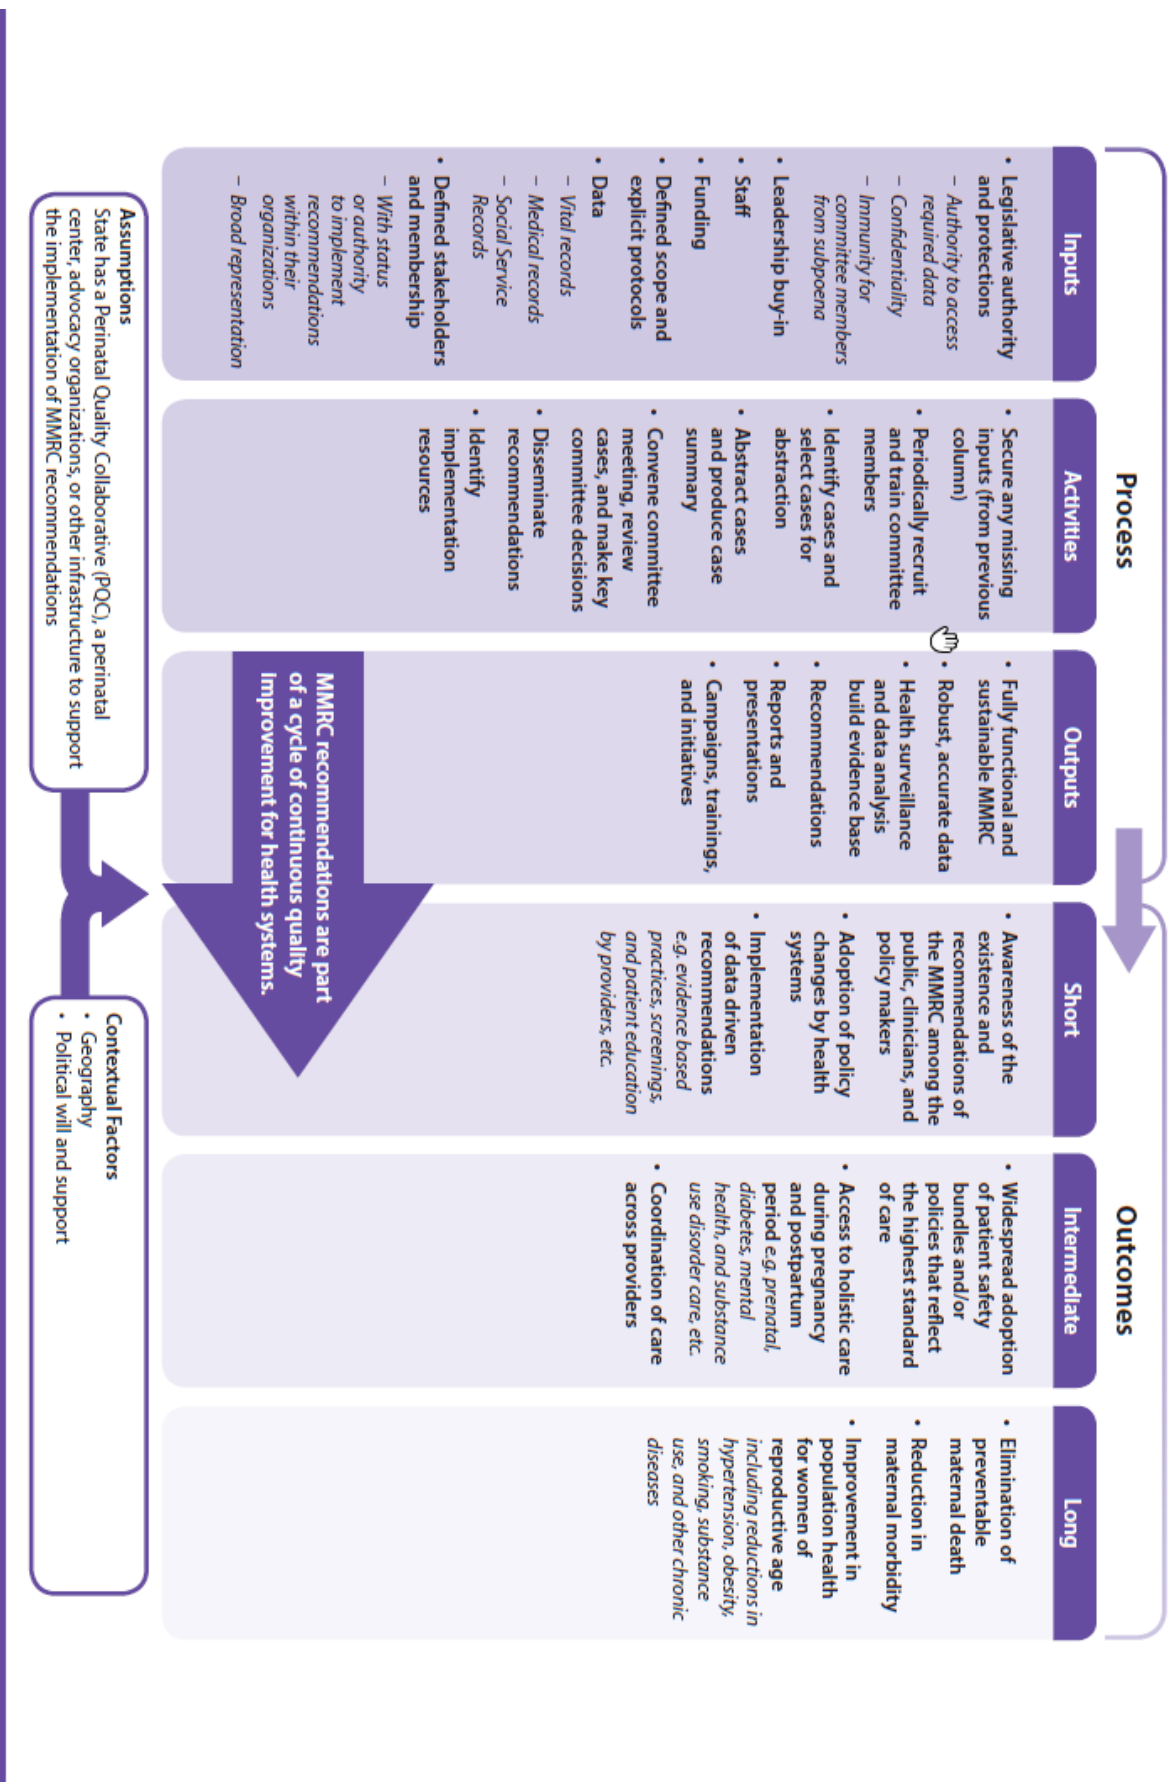 Process
Outcomes
Inputs
• Legislative authority
and protections
– Authority to access
required data
– Confidentiality
– Immunity for
committee members
from subpoena
• Leadership buy-in
• Staff
• Funding
• Defined scope and
explicit protocols
• Data
– Vital records
– Medical records
– Social Service
Records
• Defined stakeholders
and membership
– With status
or authority
to implement
recommendations
within their
organizations
– Broad representation
Activities
• Secure any missing
inputs (from previous
column)
• Periodically recruit
and train committee
members
• Identify cases and
select cases for
abstraction
• Abstract cases
and produce case
summary
• Convene committee
meeting, review
cases, and make key
committee decisions
• Disseminate
recommendations
• Identify
implementation
resources
Outputs
• Fully functional and
sustainable MMRC
• Robust, accurate data
• Health surveillance
and data analysis
build evidence base
• Recommendations
• Reports and
presentations
• Campaigns, trainings,
and initiatives
Short
• Awareness of the
existence and
recommendations of
the MMRC among the
public, clinicians, and
policy makers
• Adoption of policy
changes by health
systems
• Implementation
of data driven
recommendations
e.g. evidence based
practices, screenings,
and patient education
by providers, etc.
Intermediate
• Widespread adoption
of patient safety
bundles and/or
policies that reflect
the highest standard
of care
• Access to holistic care
during pregnancy
and postpartum
period e.g. prenatal,
diabetes, mental
health, and substance
use disorder care, etc.
• Coordination of care
across providers
Long
• Elimination of
preventable
maternal death
• Reduction in
maternal morbidity
• Improvement in
population health
for women of
reproductive age
including reductions in
hypertension, obesity,
smoking, substance
use, and other chronic
diseases
MMRC recommendations are part
of a cycle of continuous quality
improvement for health systems.
Assumptions
State has a Perinatal Quality Collaborative (PQC), a perinatal
center, advocacy organizations, or other infrastructure to support
the implementation of MMRC recommendations
Contextual Factors
• Geography
• Political will and support